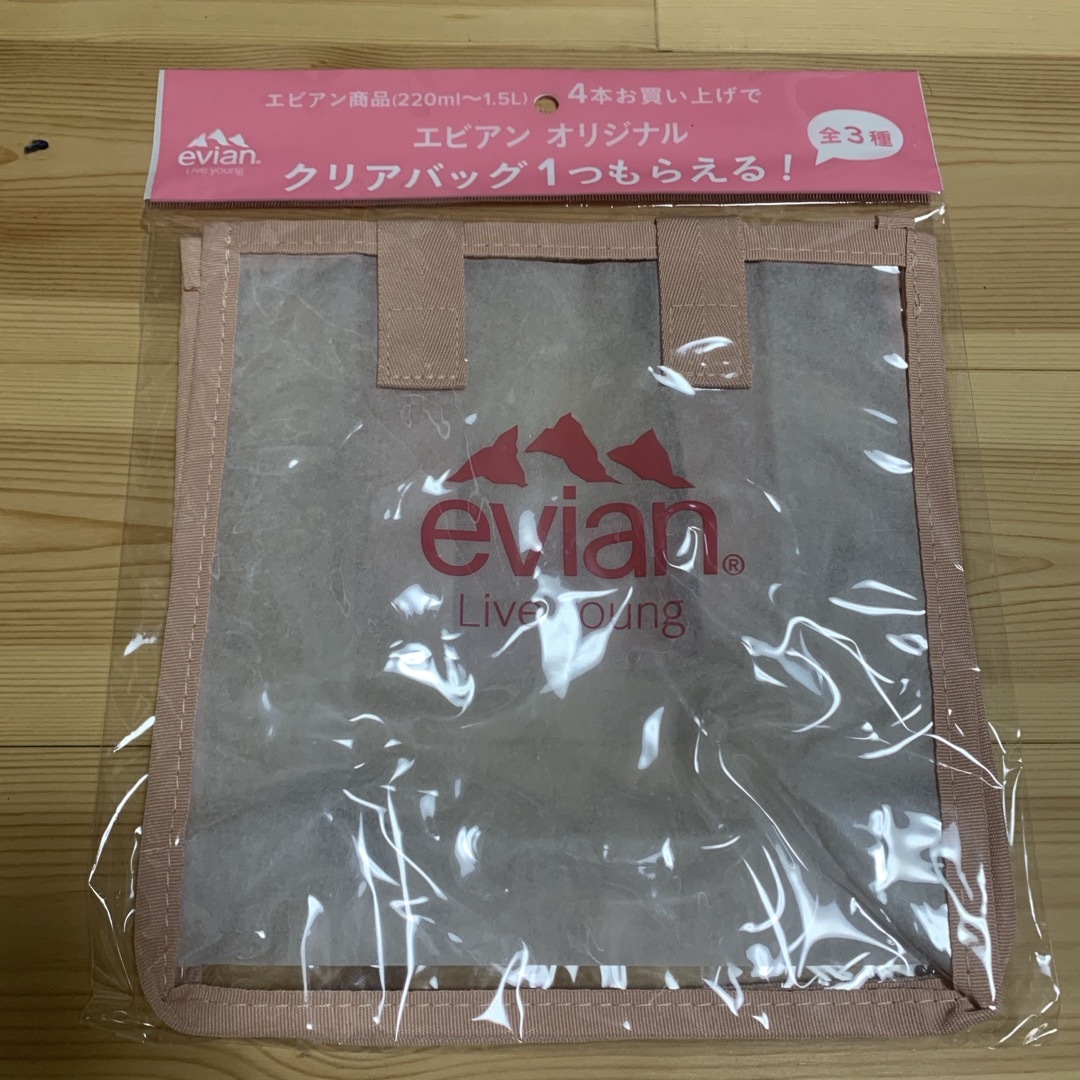 エビアン商品(220ml〜1.5L) 4本お買い上げで
エビアン オリジナル
クリアバッグ1つもらえる!
全3種
evian®
Live young
evian®
Live young